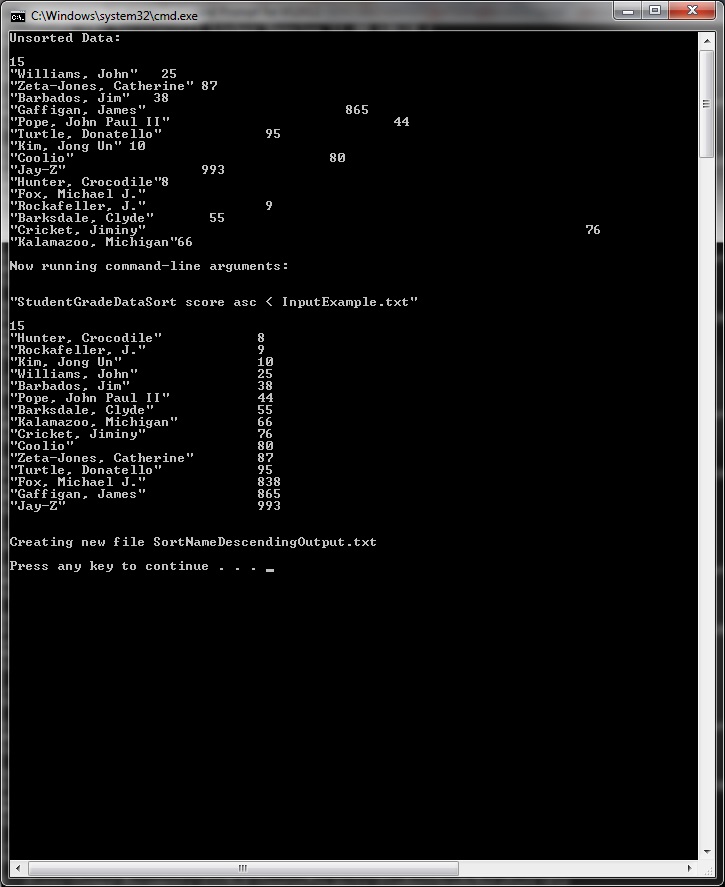 C:\Windows\system32\cmd.exe
Unsorted Data:
15
"Williams, John"   25
"Zeta-Jones, Catherine" 87
"Barbados, Jim"   38
"Gaffigan, James"                         865
"Pope, John Paul II"                            44
"Turtle, Donatello"             95
"Kim, Jong Un" 10
"Coolio"                                80
"Jay-Z"                 993
"Hunter, Crocodile"8
"Fox, Michael J."
"Rockafeller, J."               9
"Barksdale, Clyde"       55
"Cricket, Jiminy"                                                       76
"Kalamazoo, Michigan"66
Now running command-line arguments:
"StudentGradeDataSort score asc < InputExample.txt"
15
"Hunter, Crocodile"            8
"Rockafeller, J."              9
"Kim, Jong Un"                 10
"Williams, John"               25
"Barbados, Jim"                38
"Pope, John Paul II"           44
"Barksdale, Clyde"             55
"Kalamazoo, Michigan"          66
"Cricket, Jiminy"              76
"Coolio"                       80
"Zeta-Jones, Catherine"        87
"Turtle, Donatello"            95
"Fox, Michael J."              838
"Gaffigan, James"              865
"Jay-Z"                        993
Creating new file SortNameDescendingOutput.txt
Press any key to continue . . . _